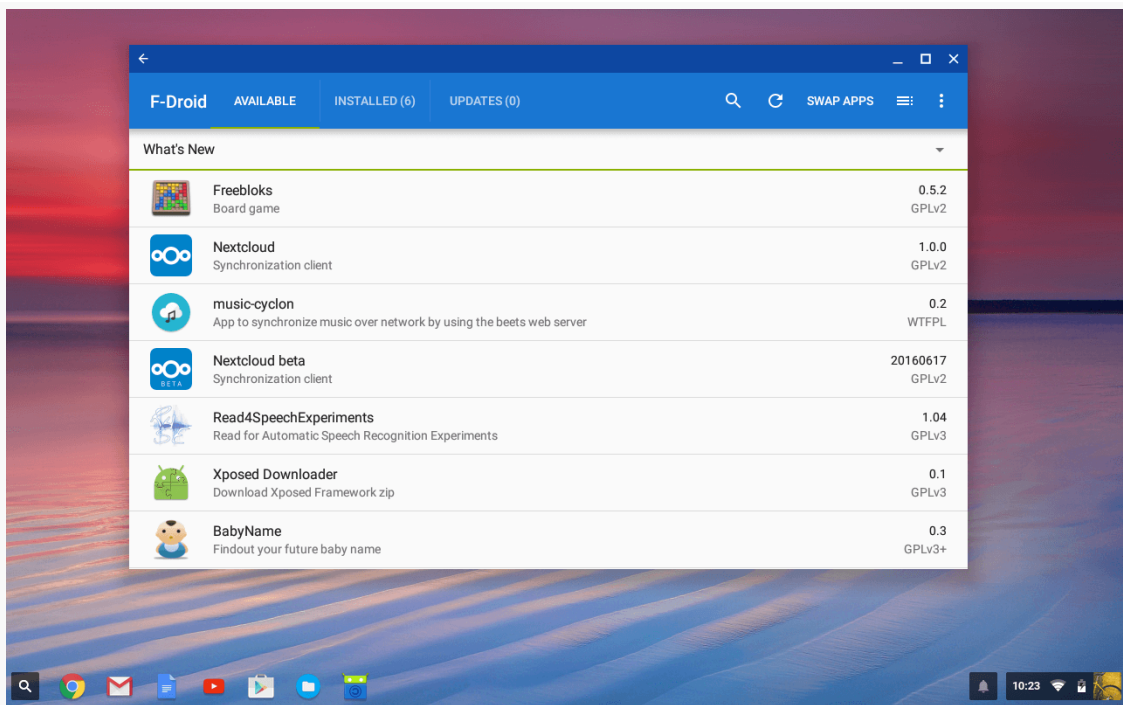 F-Droid AVAILABLE INSTALLED (6) UPDATES (0) SWAP APPS
What's New
Freebloks 0.5.2
Board game GPLv2
Nextcloud 1.0.0
Synchronization client GPLv2
music-cyclon 0.2
App to synchronize music over network by using the beets web server WTFPL
Nextcloud beta 20160617
BETA
Synchronization client GPLv2
Read4SpeechExperiments 1.04
Read for Automatic Speech Recognition Experiments GPLv3
Xposed Downloader 0.1
Download Xposed Framework zip GPLv3
BabyName 0.3
Findout your future baby name GPLv3+
10:23